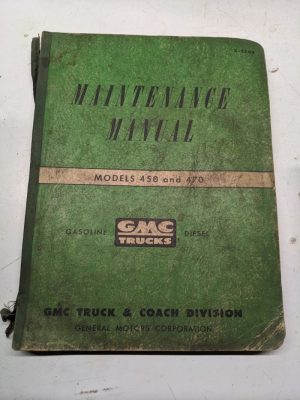 MAINTENANCE
MANUAL
MODELS 450 and 470
GASOLINE GMC TRUCKS DIESEL
GMC TRUCK & COACH DIVISION
GENERAL MOTORS CORPORATION